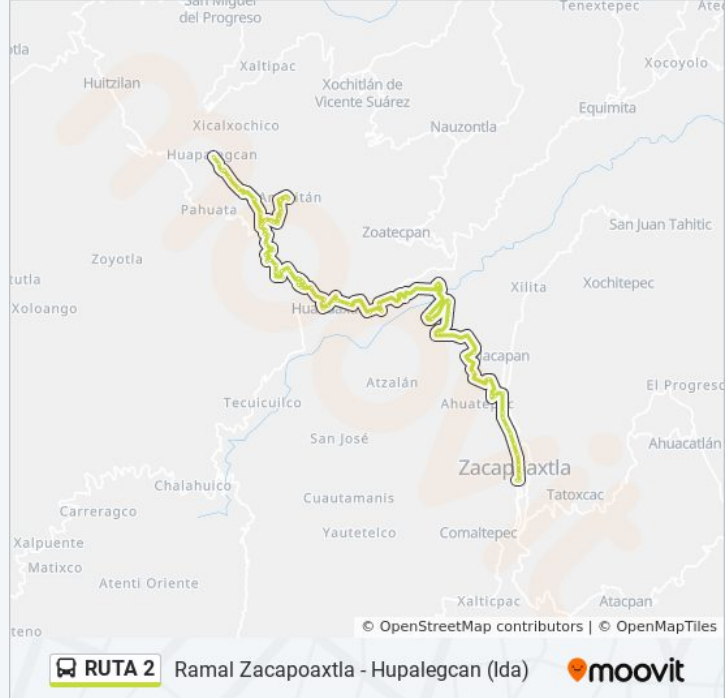 San Miguel
del Progreso
Tenextepec
Xaltipac
Huitzilan
Xochitlán de
Vicente Suárez
Xocoyolo
Equimita
Xicalxochico
Nauzontla
Pahuata
Zoatecpan
San Juan Tahitic
Zoyotla
Xilita
Xochitepec
Xoloango
Atzalán
El Progreso
Tecuicuilco
San José
Ahuacatlán
Zacapoaxtla
Chalahuico
Tatoxcac
Cuautamanis
Carreragco
Yautetelco
Comaltepec
Xalpuente
Matixco
Atenti Oriente
Xalticpac
Atacpan
© OpenStreetMap contributors | © OpenMapTiles
RUTA 2 Ramal Zacapoaxtla - Hupalegcan (Ida)
moovit